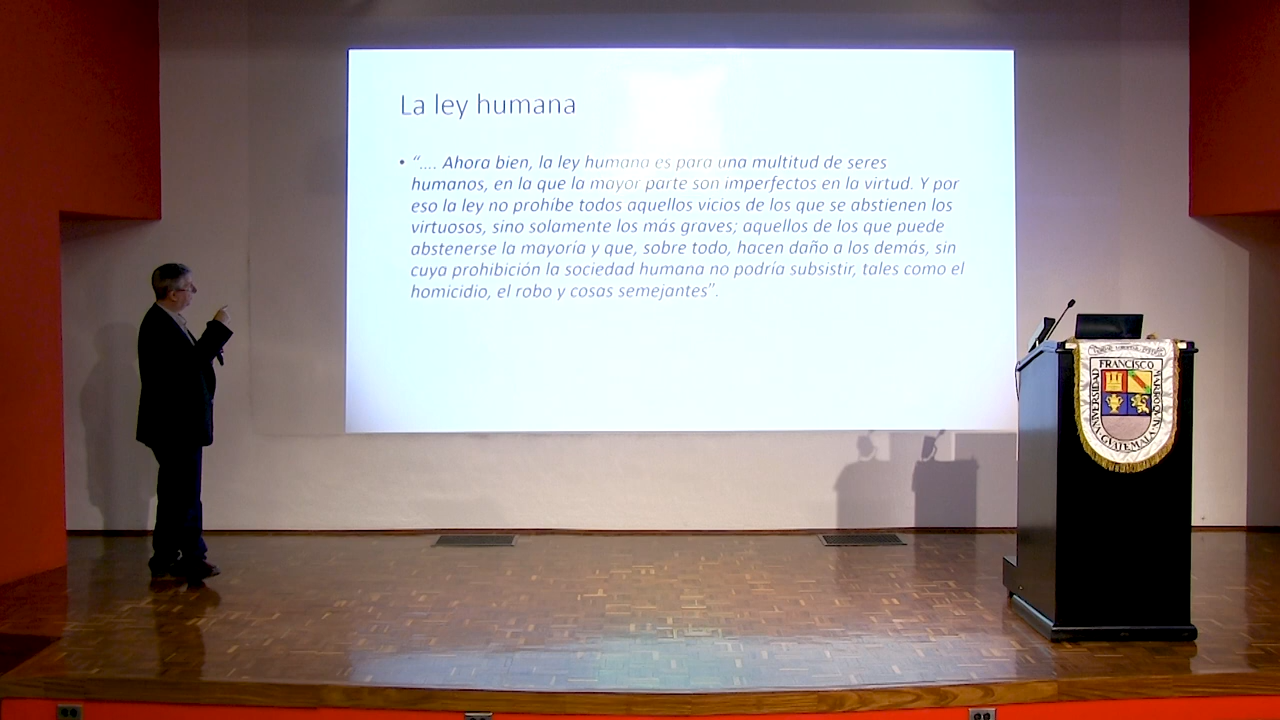 La ley humana
• “.... Ahora bien, la ley humana es para una multitud de seres
humanos, en la que la mayor parte son imperfectos en la virtud. Y por
eso la ley no prohíbe todos aquellos vicios de los que se abstienen los
virtuosos, sino solamente los más graves; aquellos de los que puede
abstenerse la mayoría y que, sobre todo, hacen daño a los demás, sin
cuya prohibición la sociedad humana no podría subsistir, tales como el
homicidio, el robo y cosas semejantes”.
UNIVERSIDAD
FRANCISCO
MARROQUIN
GUATEMALA